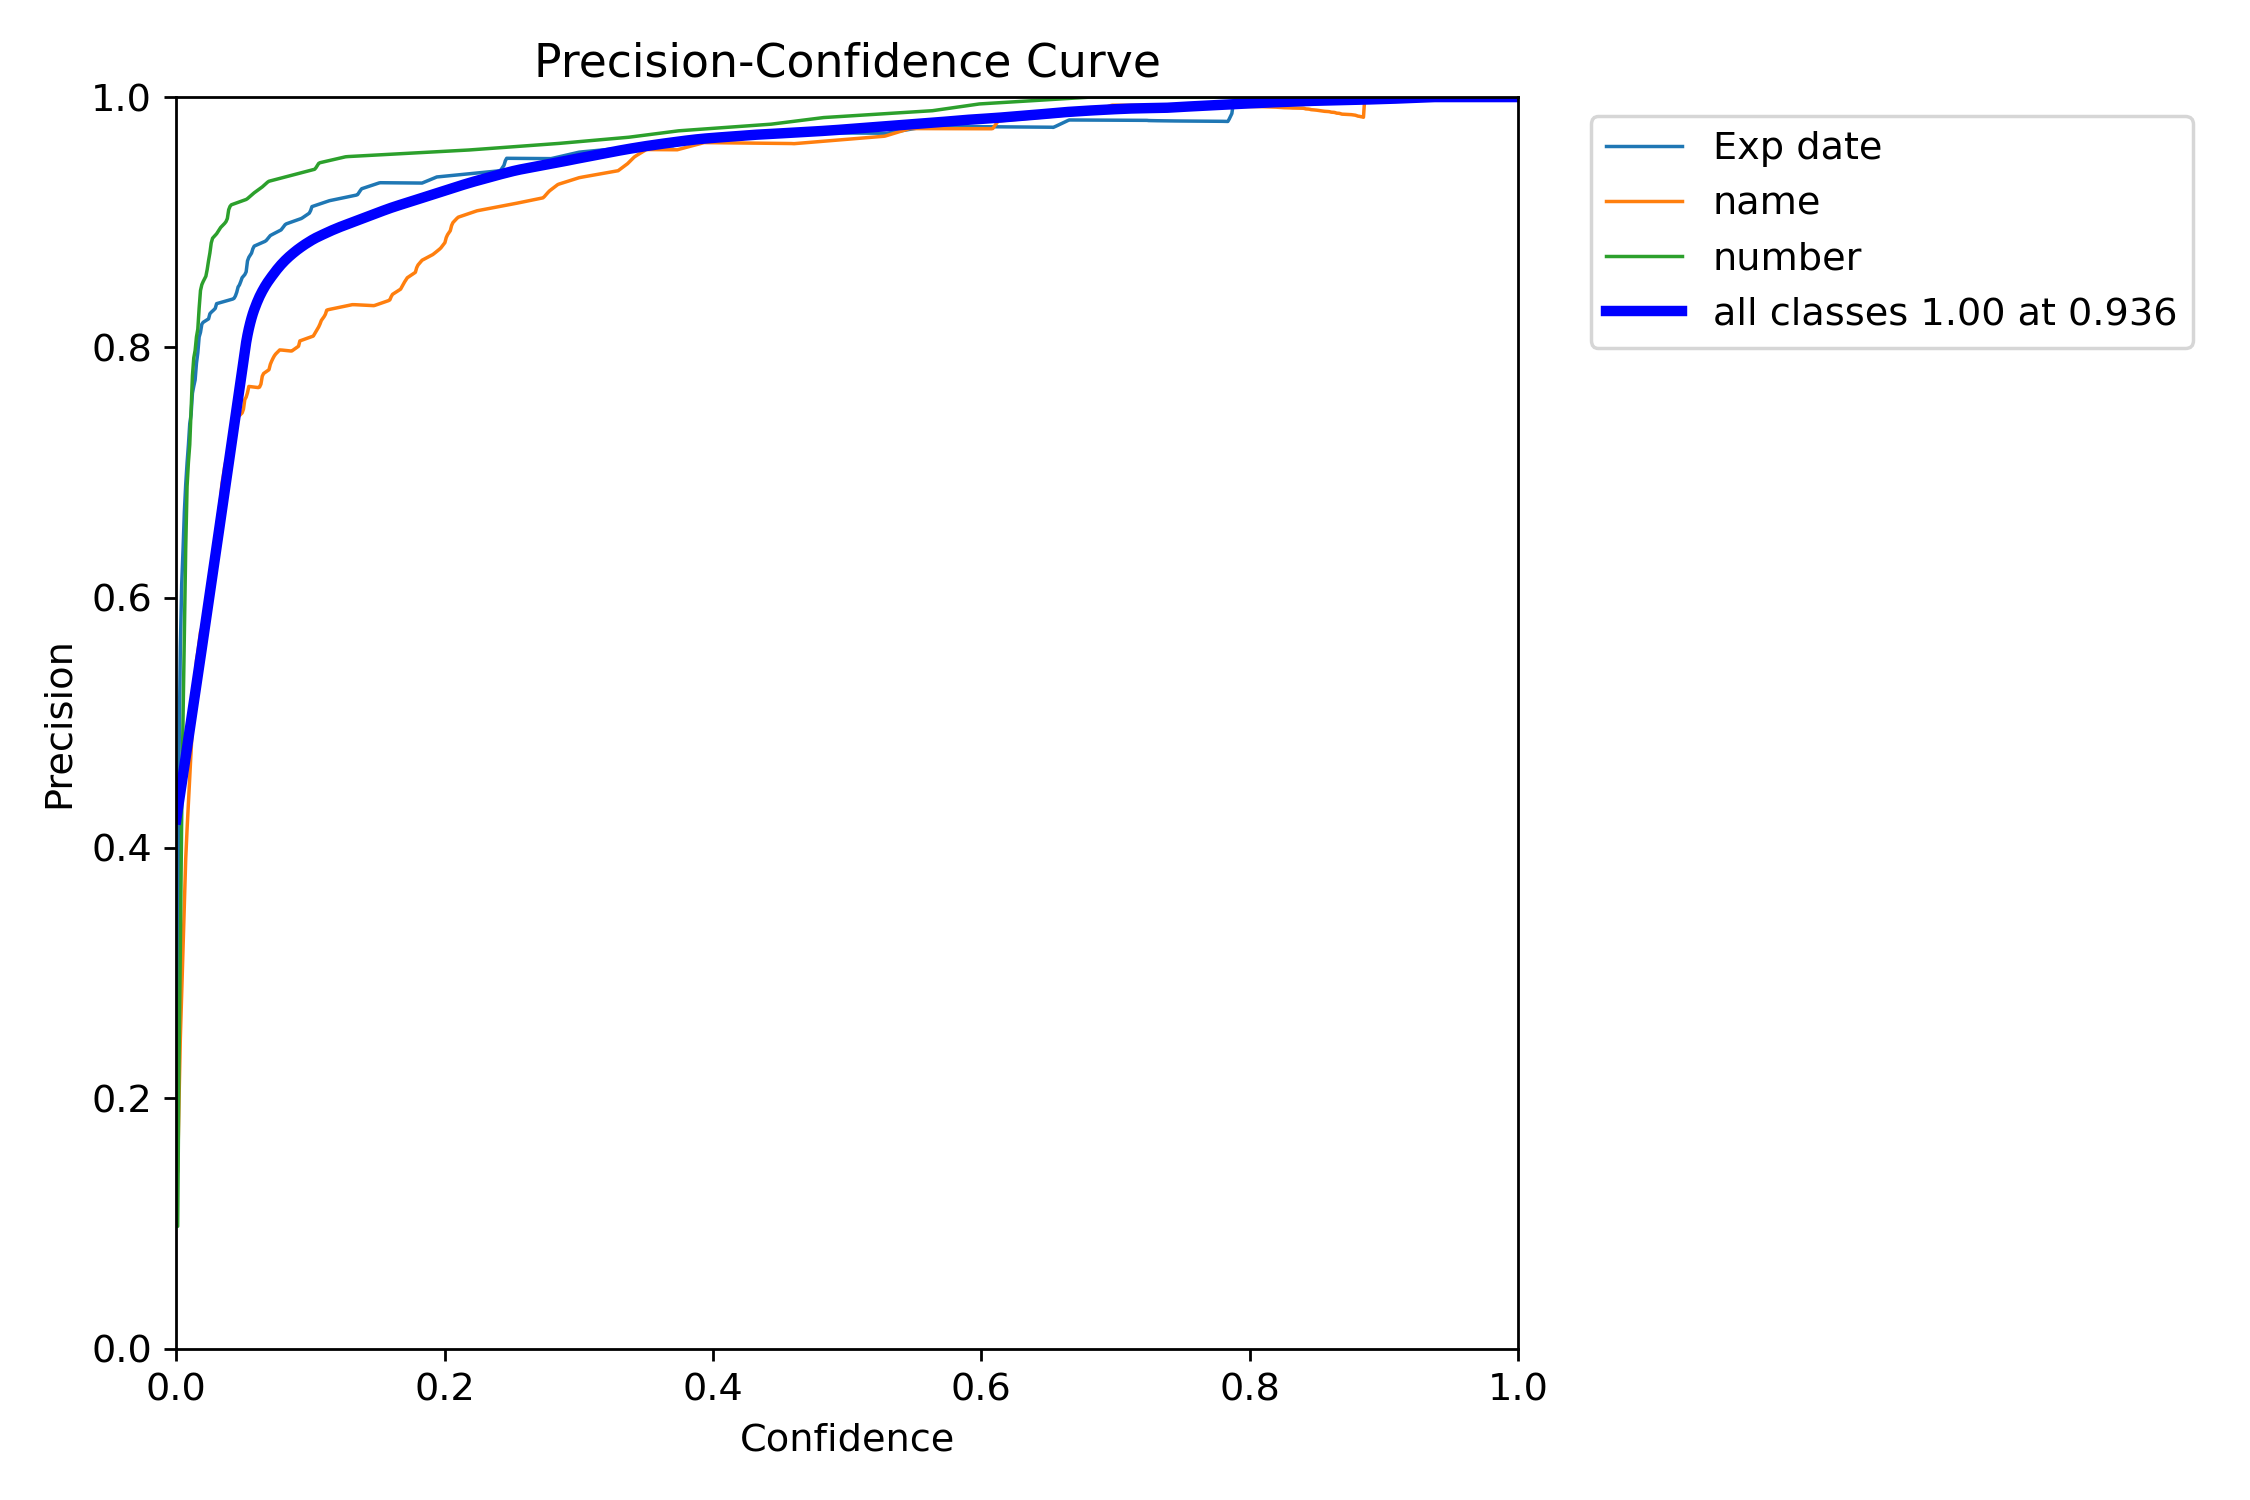 Precision-Confidence Curve
1.0
0.8
0.6
0.4
0.2
0.0
Precision
0.0 0.2 0.4 0.6 0.8 1.0
Confidence
Exp date
name
number
all classes 1.00 at 0.936